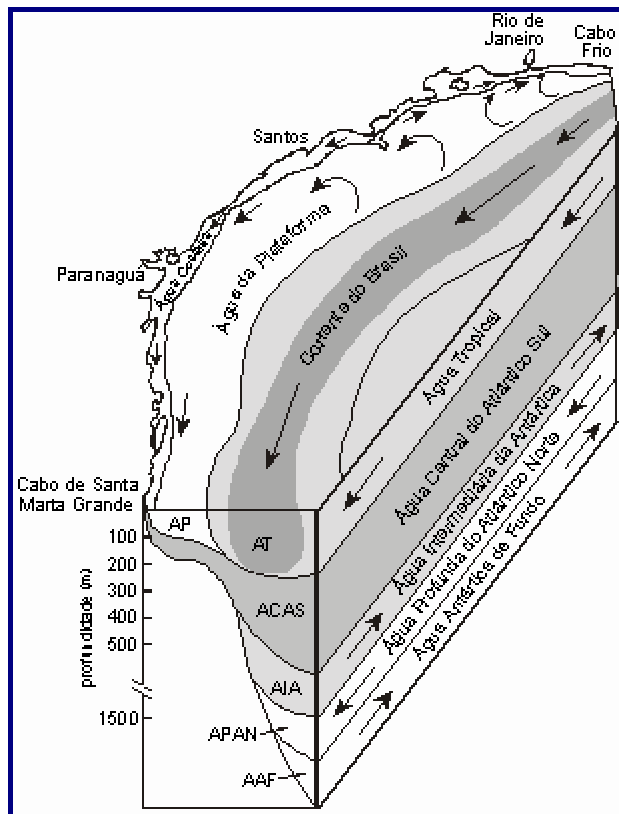 Rio de
Janeiro
Cabo
Frio
Santos
Água da Plataforma
Corrente do Brasil
Paranaguá
Água Costeira
Água Tropical
Água Central do Atlântico Sul
Água Intermediária da Antártica
Água Profunda do Atlântico Norte
Água Antártica de Fundo
Cabo de Santa
Marta Grande
AP
AT
ACAS
AIA
APAN
AAF
profundidade (m)
100
200
300
400
500
1500